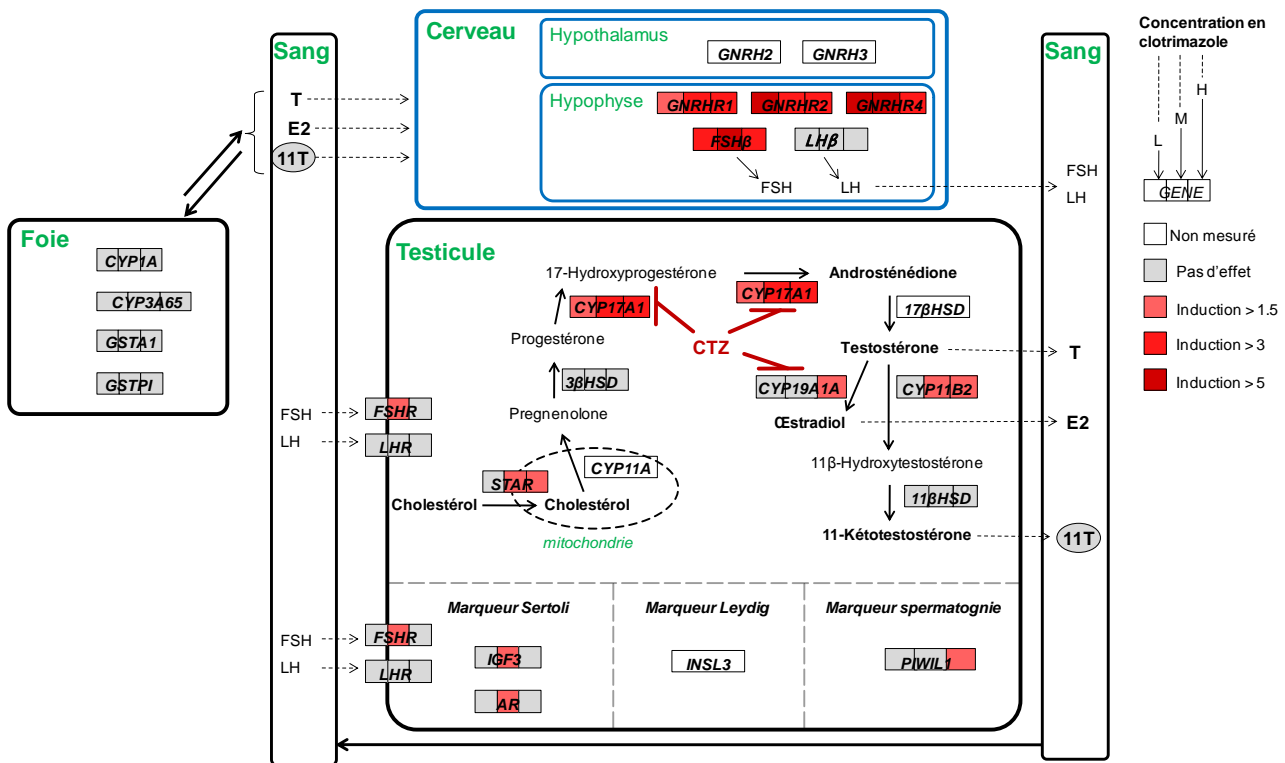 Sang
T
E2
11T
Foie
CYP1A
CYP3A65
GSTA1
GSTPI
FSH
LH
FSH
LH
Cerveau
Hypothalamus
GNRH2
GNRH3
Hypophyse
GNRHR1
GNRHR2
GNRHR4
FSHβ
LHβ
FSH
LH
Testicule
17-Hydroxyprogestérone
Androsténédione
CYP17A1
CYP17A1
17βHSD
Progestérone
CTZ
Testostérone
3βHSD
CYP19A1A
CYP11B2
Pregnenolone
Œstradiol
FSHR
LHR
CYP11A
11β-Hydroxytestostérone
STAR
11βHSD
Cholestérol
Cholestérol
11-Kétotestostérone
mitochondrie
Marqueur Sertoli
Marqueur Leydig
Marqueur spermatognie
FSHR
LHR
IGF3
AR
INSL3
PIWIL1
Sang
FSH
LH
T
E2
11T
Concentration en
clotrimazole
H
M
L
GENE
Non mesuré
Pas d'effet
Induction > 1.5
Induction > 3
Induction > 5